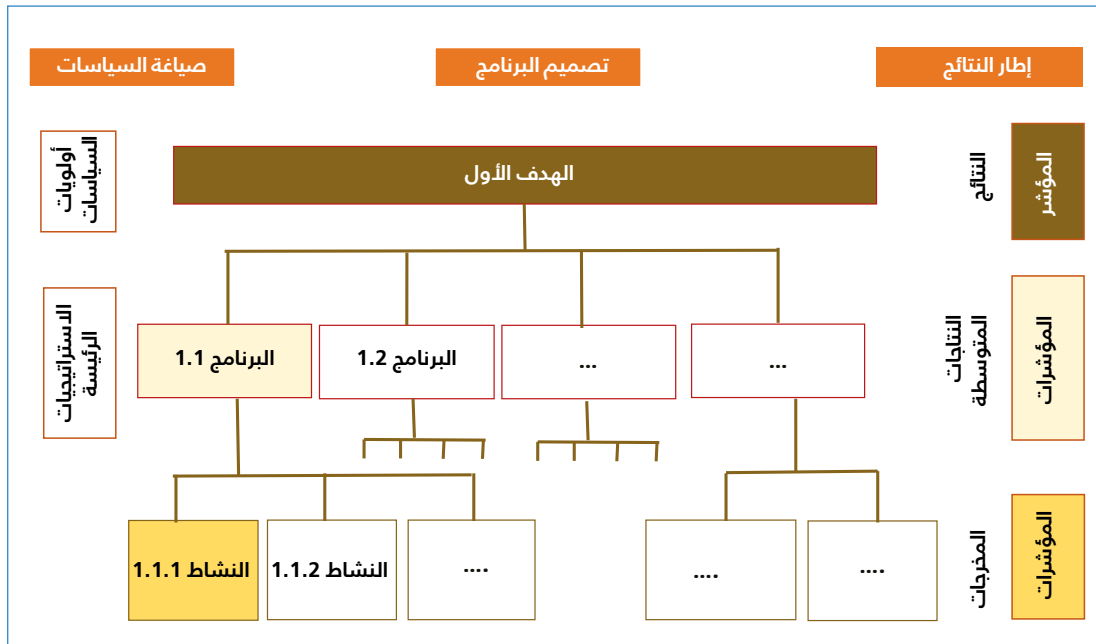 إطار النتائج
تصميم البرنامج
صياغة السياسات
المؤشر
النتائج
الهدف الأول
أولويات
السياسات
المؤشرات
النتاجات
المتوسطة
...
...
البرنامج 1.2
البرنامج 1.1
الاستراتيجيات
الرئيسة
المؤشرات
المخرجات
....
....
....
النشاط 1.1.2
النشاط 1.1.1